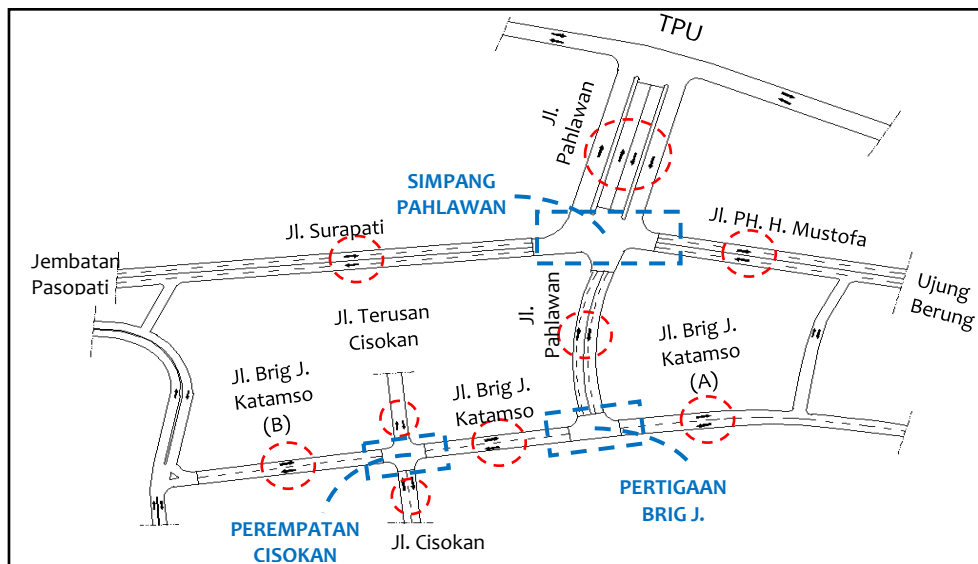 TPU
Jl.
Pahlawan
SIMPANG
PAHLAWAN
Jl. Surapati
Jl. PH. H. Mustofa
Jembatan
Pasopati
Ujung
Berung
Jl. Terusan
Cisokan
Jl.
Pahlawan
Jl. Brig J.
Katamso
(A)
Jl. Brig J.
Katamso
(B)
Jl. Brig J.
Katamso
PERTIGAAN
BRIG J.
PEREMPATAN
CISOKAN
Jl. Cisokan